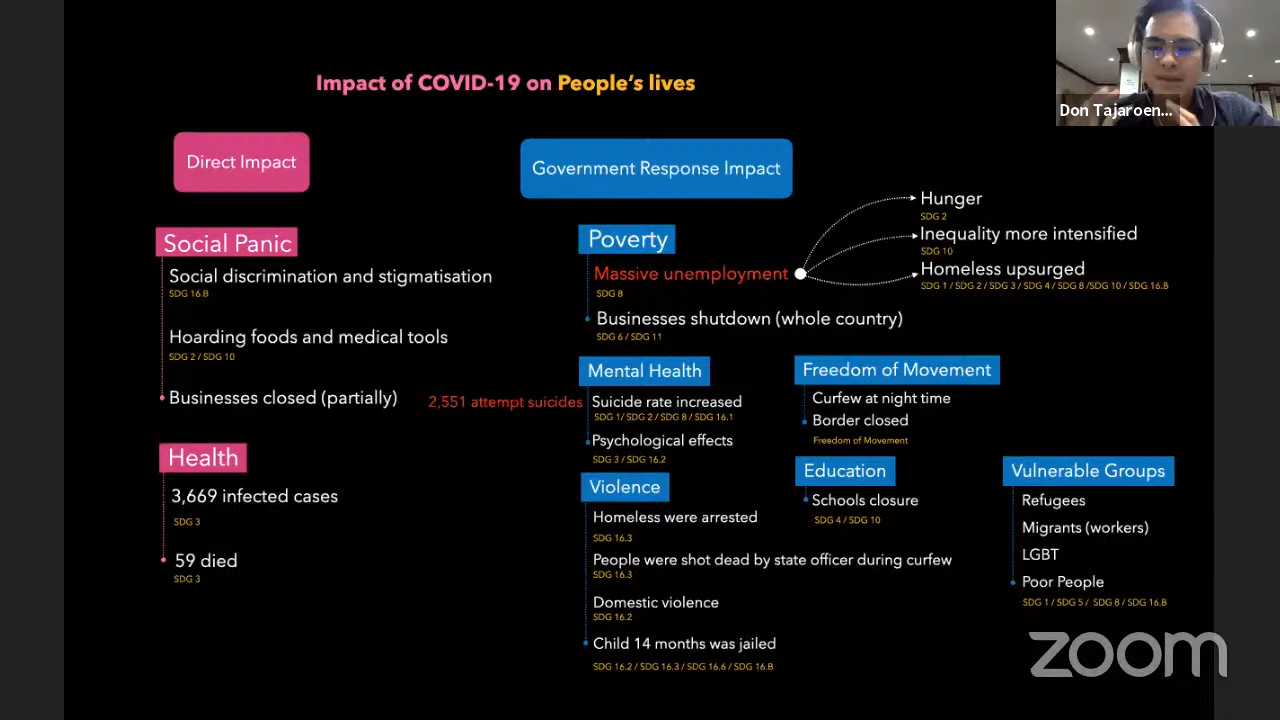 Don Tajaroen...
Impact of COVID-19 on People's lives
Direct Impact
Social Panic
Social discrimination and stigmatisation
SDG 16.B
Hoarding foods and medical tools
SDG 2 / SDG 10
Businesses closed (partially)
Health
3,669 infected cases
SDG 3
59 died
SDG 3
Government Response Impact
Poverty
Massive unemployment
SDG 8
Hunger
SDG 2
Inequality more intensified
SDG 10
Homeless upsurged
SDG 1 / SDG 2 / SDG 3 / SDG 4 / SDG 8 /SDG 10 / SDG 16.B
Businesses shutdown (whole country)
SDG 6 / SDG 11
Mental Health
2,551 attempt suicides
Suicide rate increased
SDG 1/ SDG 2 / SDG 8 / SDG 16.1
Psychological effects
SDG 3 / SDG 16.2
Freedom of Movement
Curfew at night time
Border closed
Freedom of Movement
Violence
Homeless were arrested
SDG 16.3
People were shot dead by state officer during curfew
SDG 16.3
Domestic violence
SDG 16.2
Child 14 months was jailed
SDG 16.2 / SDG 16.3 / SDG 16.6 / SDG 16.B
Education
Schools closure
SDG 4 / SDG 10
Vulnerable Groups
Refugees
Migrants (workers)
LGBT
Poor People
SDG 1 / SDG 5 / SDG 8 / SDG 16.B
zoom